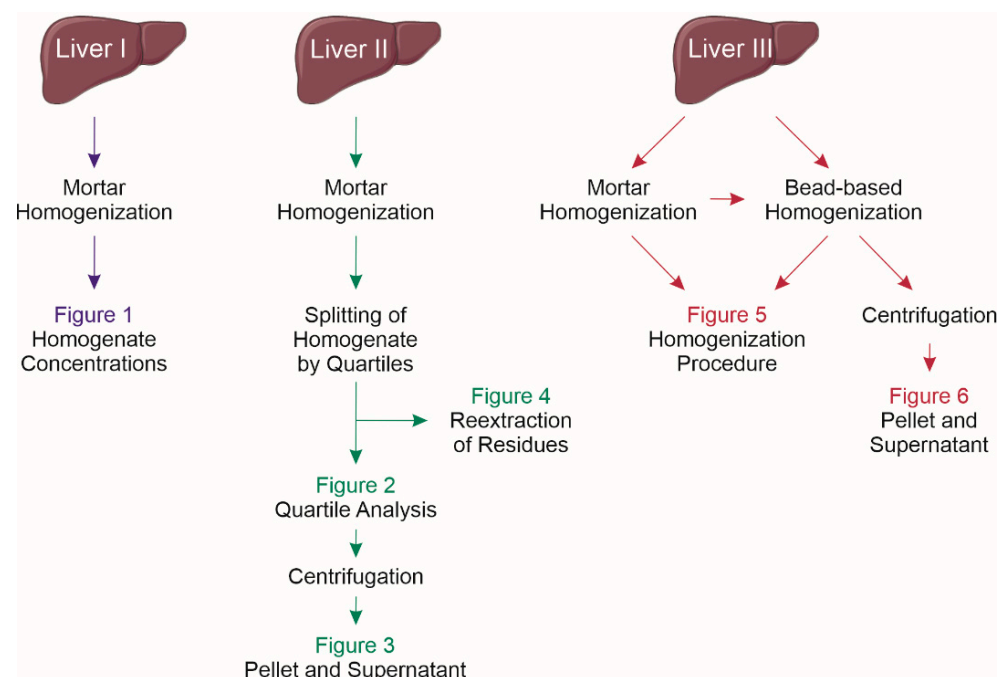 Liver I
Mortar
Homogenization
Figure 1
Homogenate
Concentrations
Liver II
Mortar
Homogenization
Splitting of
Homogenate
by Quartiles
Figure 4
Reextraction
of Residues
Figure 2
Quartile Analysis
Centrifugation
Figure 3
Pellet and Supernatant
Liver III
Mortar
Homogenization
Bead-based
Homogenization
Figure 5
Homogenization
Procedure
Centrifugation
Figure 6
Pellet and
Supernatant